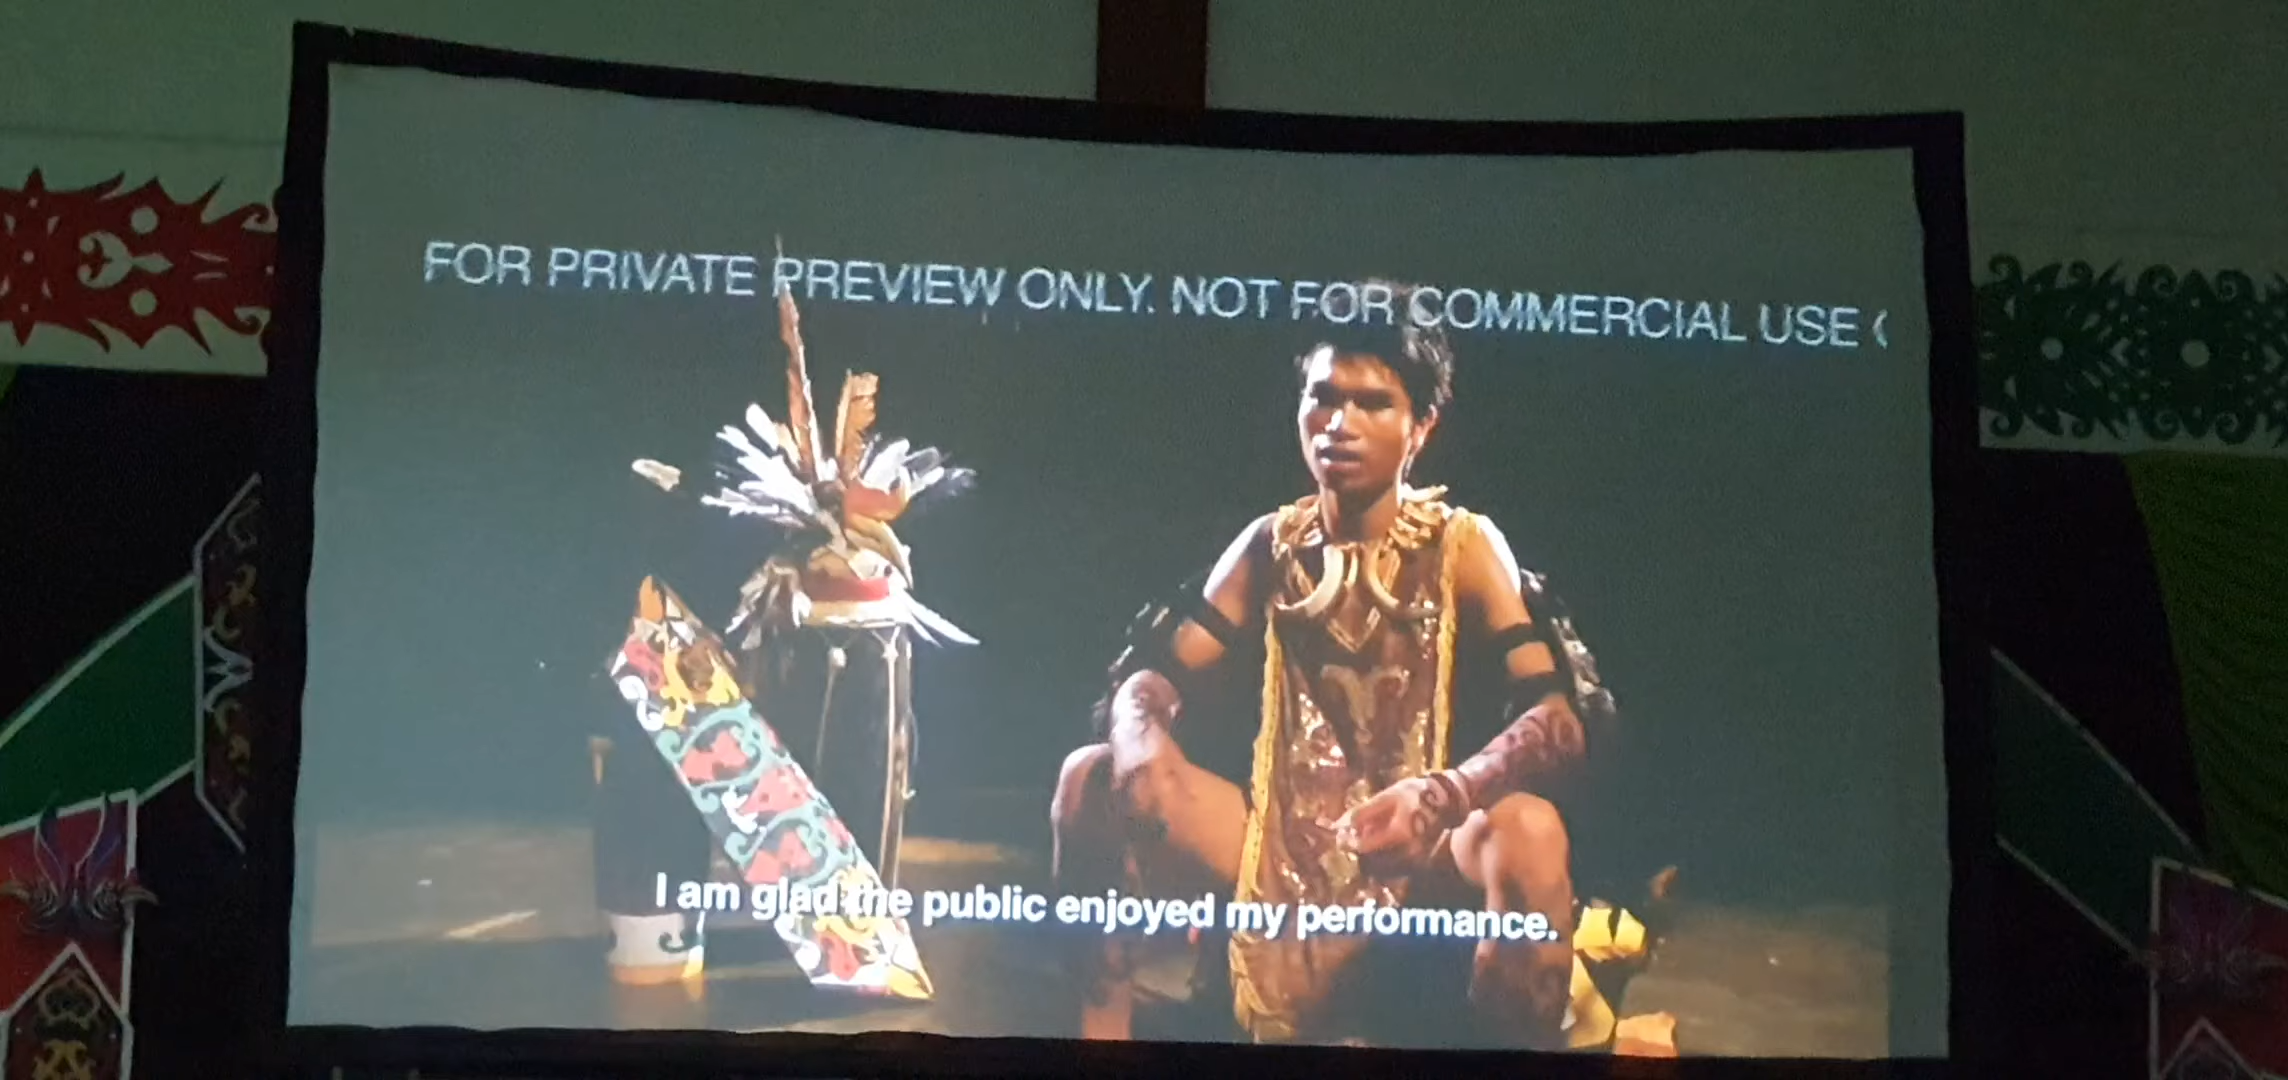 FOR PRIVATE PREVIEW ONLY. NOT FOR COMMERCIAL USE
I am glad the public enjoyed my performance.